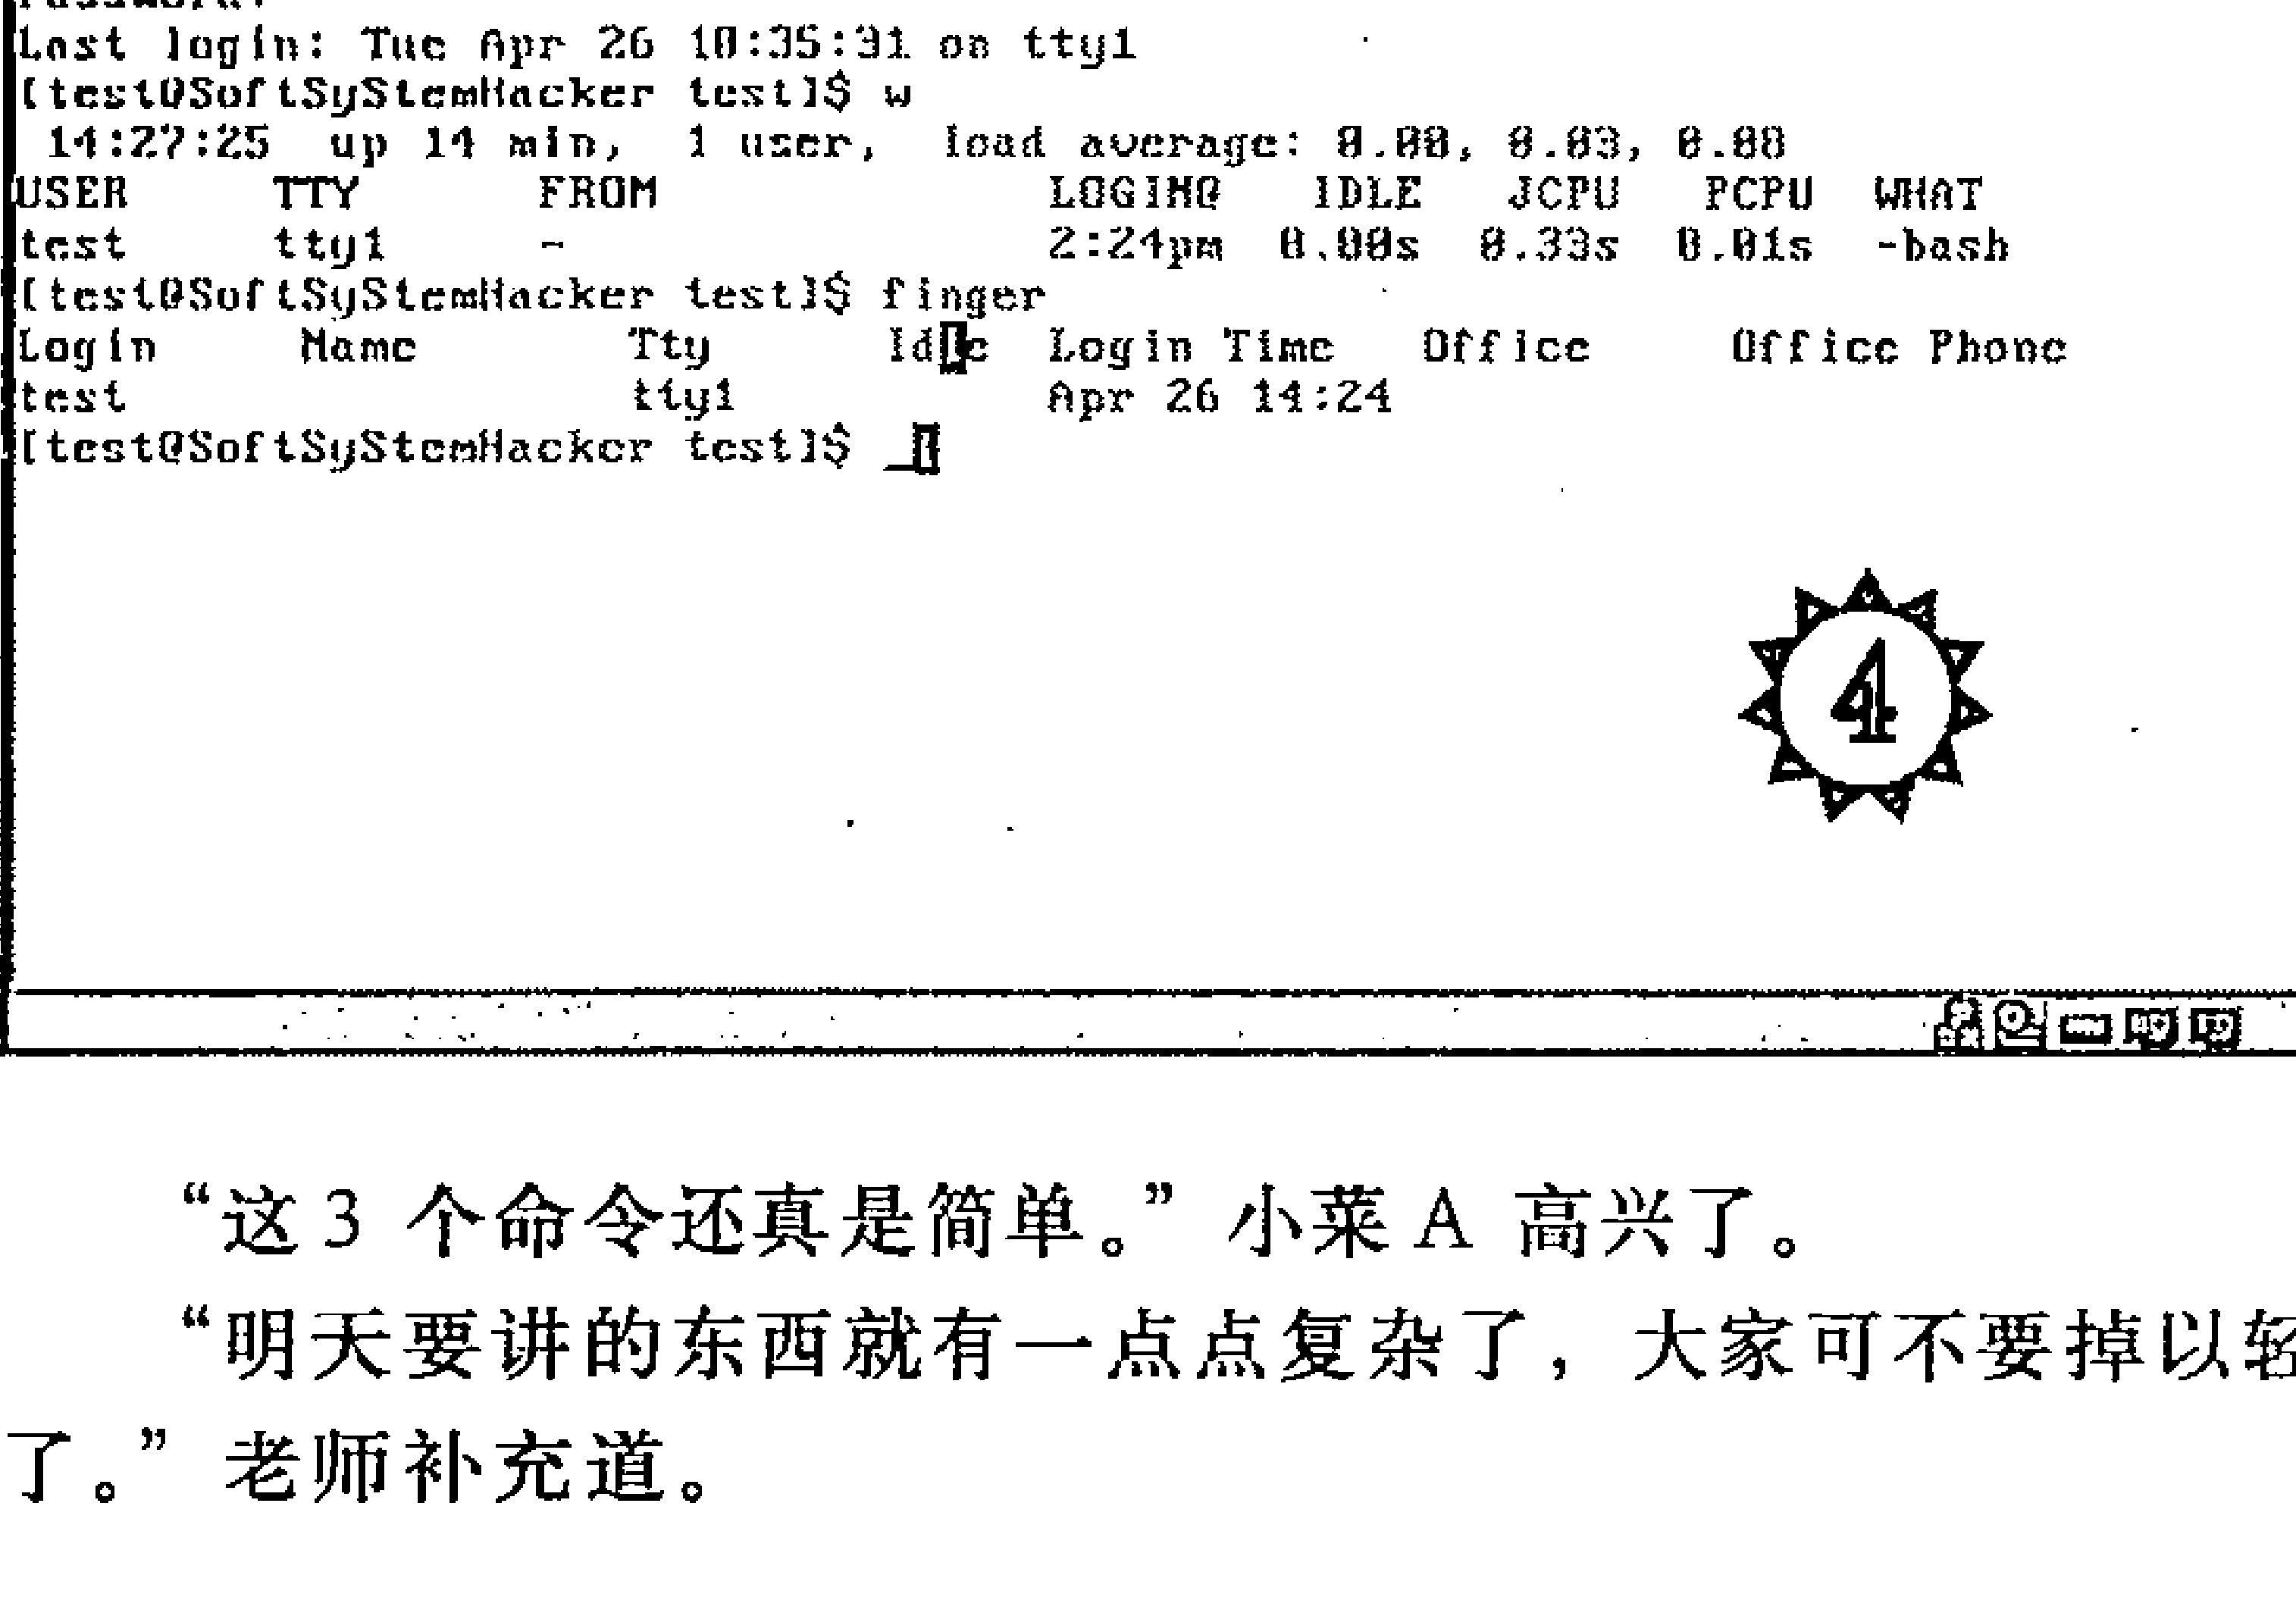 Password:
Last login: Tue Apr 26 10:35:31 on tty1
[test@SoftSyStemHacker test]$ w
14:27:25 up 14 min, 1 user, load average: 0.00, 0.03, 0.00
USER TTY FROM LOGIN@ IDLE JCPU PCPU WHAT
test tty1 - 2:24pm 0.00s 0.33s 0.01s -bash
[test@SoftSyStemHacker test]$ finger
Login Name Tty Idle Login Time Office Office Phone
test tty1 Apr 26 14:24
[test@SoftSyStemHacker test]$ _
4
“这3个命令还真是简单。”小菜A高兴了。
“明天要讲的东西就有一点点复杂了，大家可不要掉以轻
了。”老师补充道。